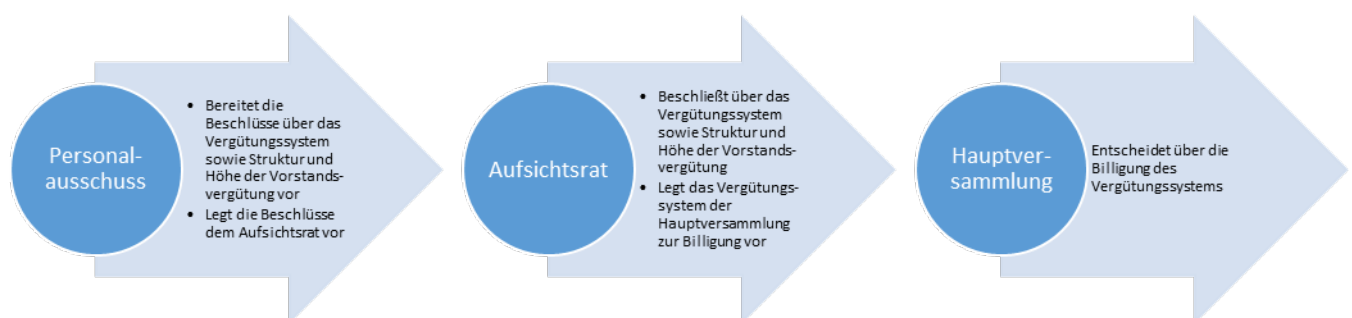 Personal-
ausschuss
• Bereitet die
Beschlüsse über das
Vergütungssystem
sowie Struktur und
Höhe der Vorstands-
vergütung vor
• Legt die Beschlüsse
dem Aufsichtsrat vor
Aufsichtsrat
• Beschließt über das
Vergütungssystem
sowie Struktur und
Höhe der Vorstands-
vergütung
• Legt das Vergütungs-
system der
Hauptversammlung
zur Billigung vor
Hauptver-
sammlung
Entscheidet über die
Billigung des
Vergütungssystems